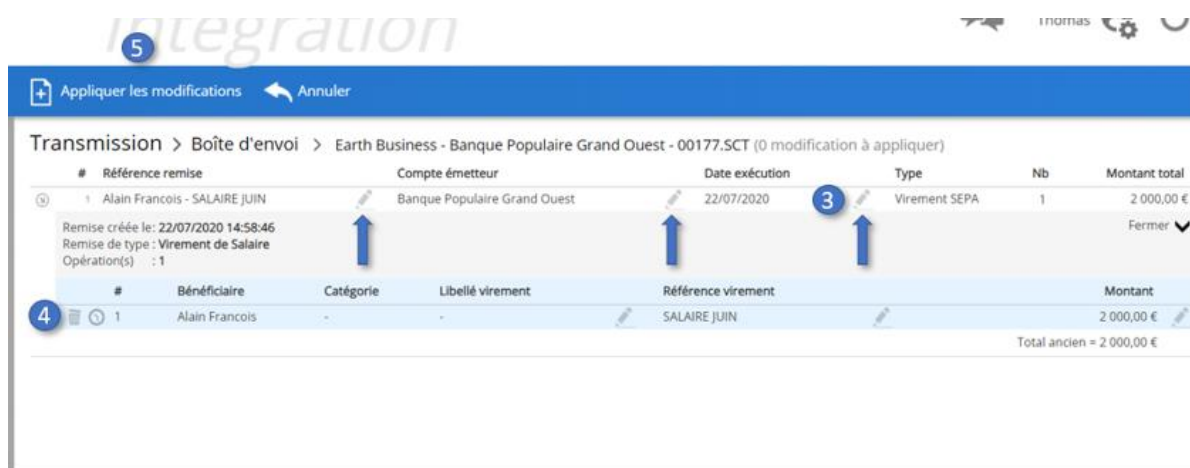 Intégration
Thomas
5
Appliquer les modifications Annuler
Transmission > Boîte d'envoi > Earth Business - Banque Populaire Grand Ouest - 00177.SCT (0 modification à appliquer)
# Référence remise Compte émetteur Date exécution Type Nb Montant total
1 Alain Francois - SALAIRE JUIN Banque Populaire Grand Ouest 22/07/2020 3 Virement SEPA 1 2 000,00 €
Remise créée le: 22/07/2020 14:58:46 Fermer
Remise de type : Virement de Salaire
Opération(s) : 1
# Bénéficiaire Catégorie Libellé virement Référence virement Montant
4 1 Alain Francois - - SALAIRE JUIN 2 000,00 €
Total ancien = 2 000,00 €